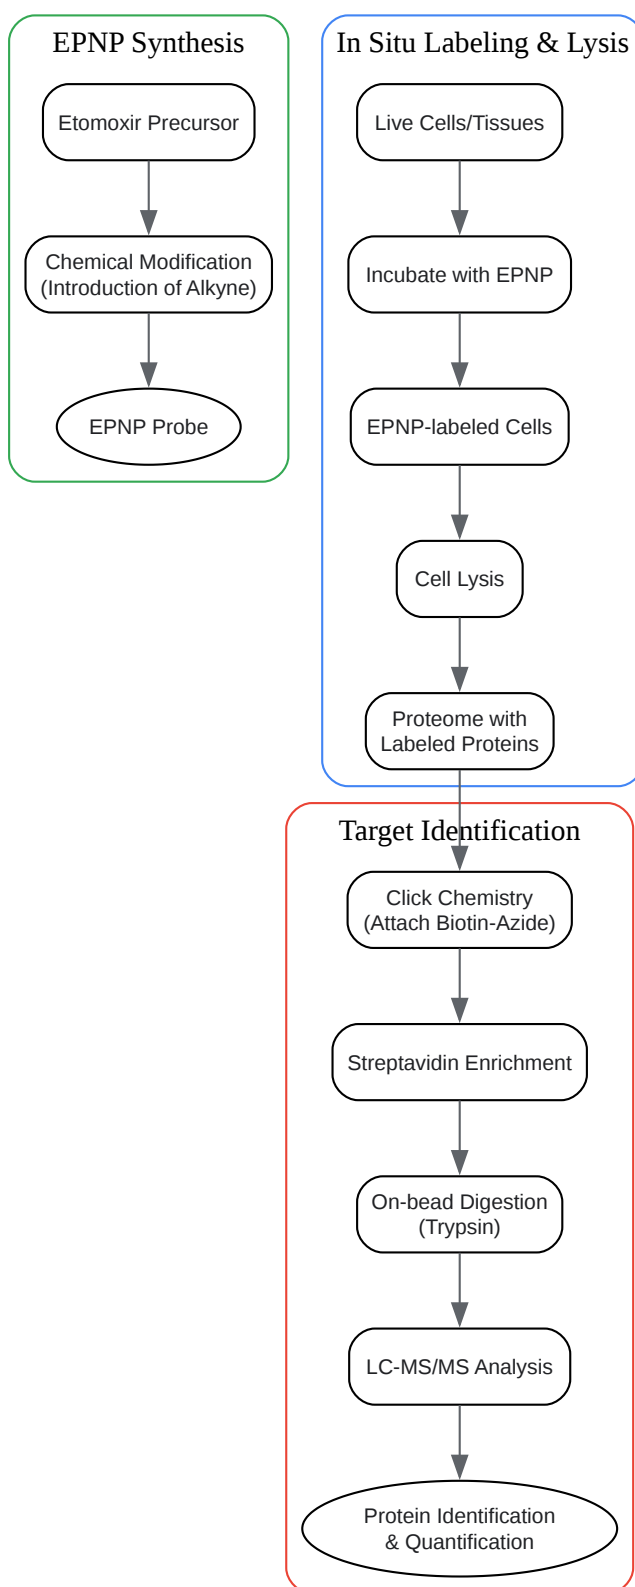 EPNP Synthesis
Etomoxir Precursor
Chemical Modification
(Introduction of Alkyne)
EPNP Probe
In Situ Labeling & Lysis
Live Cells/Tissues
Incubate with EPNP
EPNP-labeled Cells
Cell Lysis
Proteome with
Labeled Proteins
Target Identification
Click Chemistry
(Attach Biotin-Azide)
Streptavidin Enrichment
On-bead Digestion
(Trypsin)
LC-MS/MS Analysis
Protein Identification
& Quantification